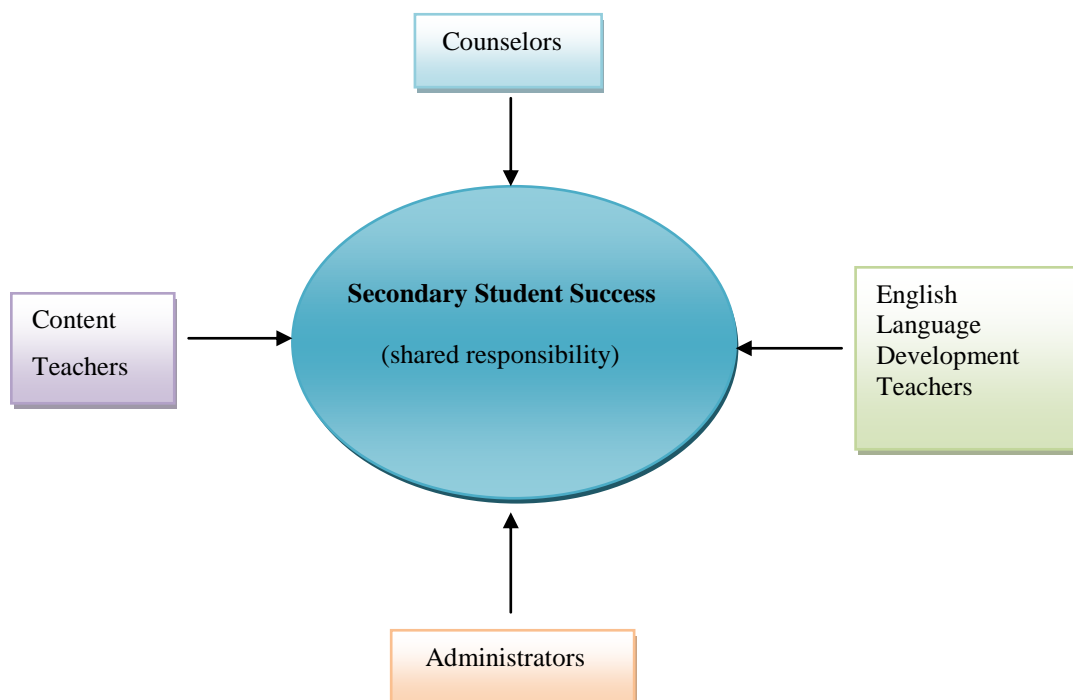 Counselors
Secondary Student Success
(shared responsibility)
Content
Teachers
English
Language
Development
Teachers
Administrators